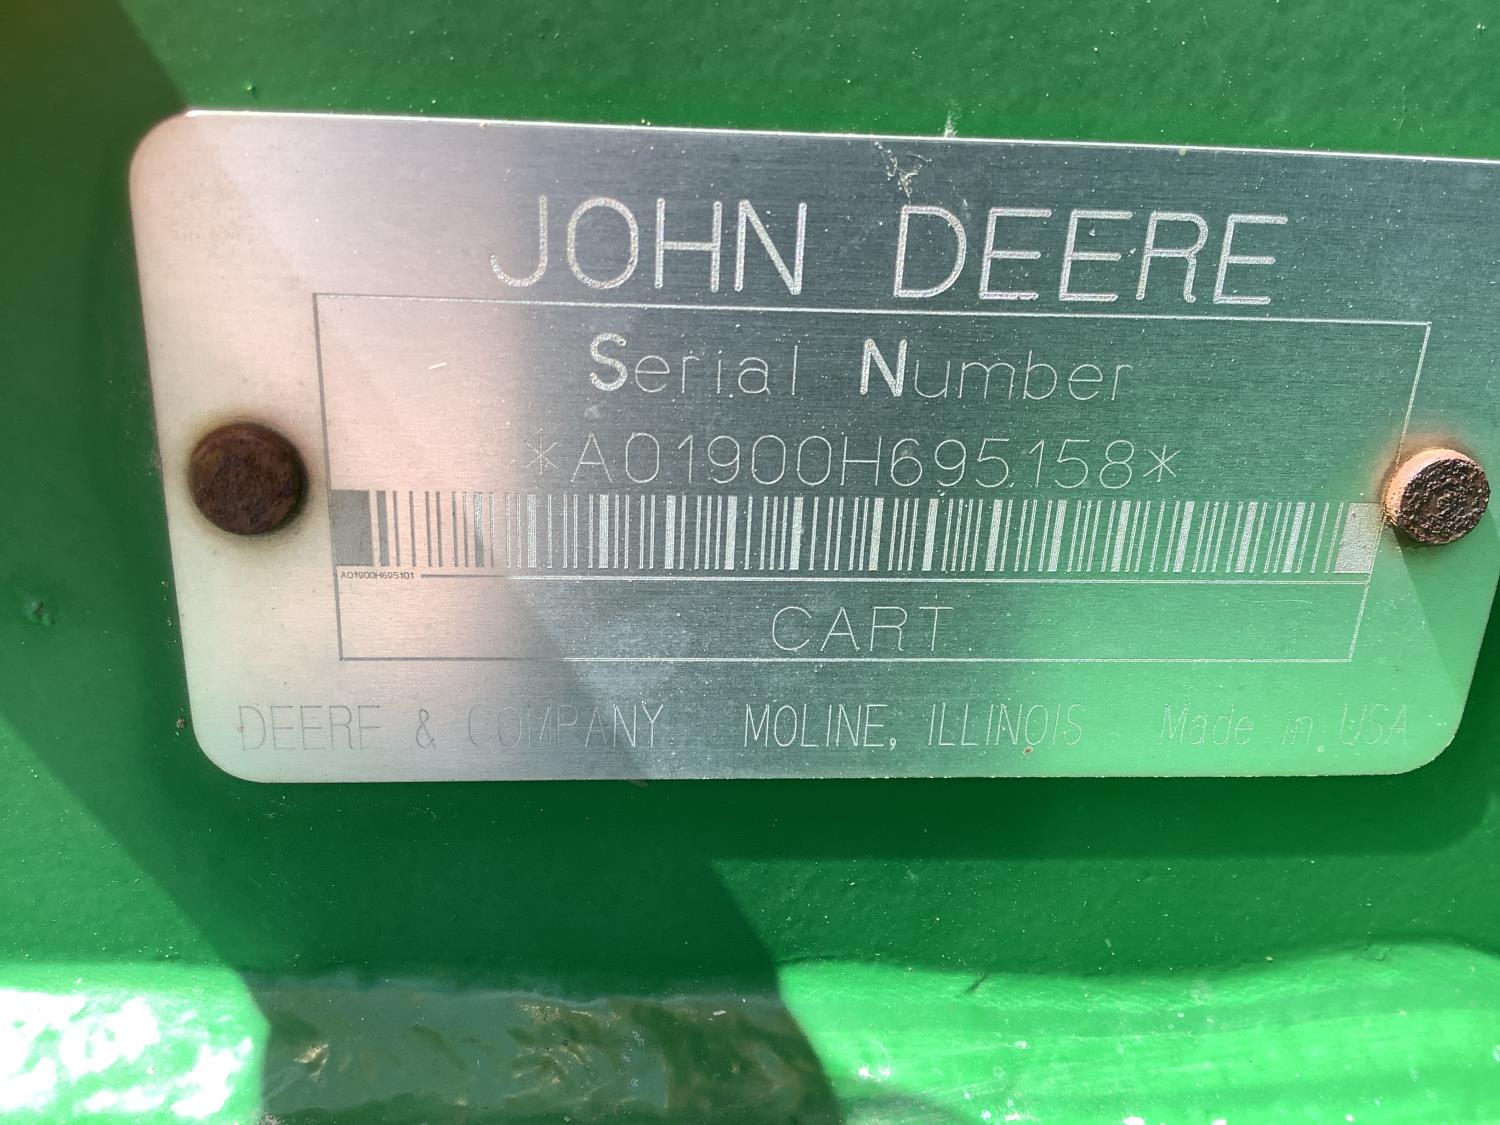 JOHN DEERE
Serial Number
*A01900H695158*
A01900H695101
CART
DEERE & COMPANY MOLINE, ILLINOIS Made in USA